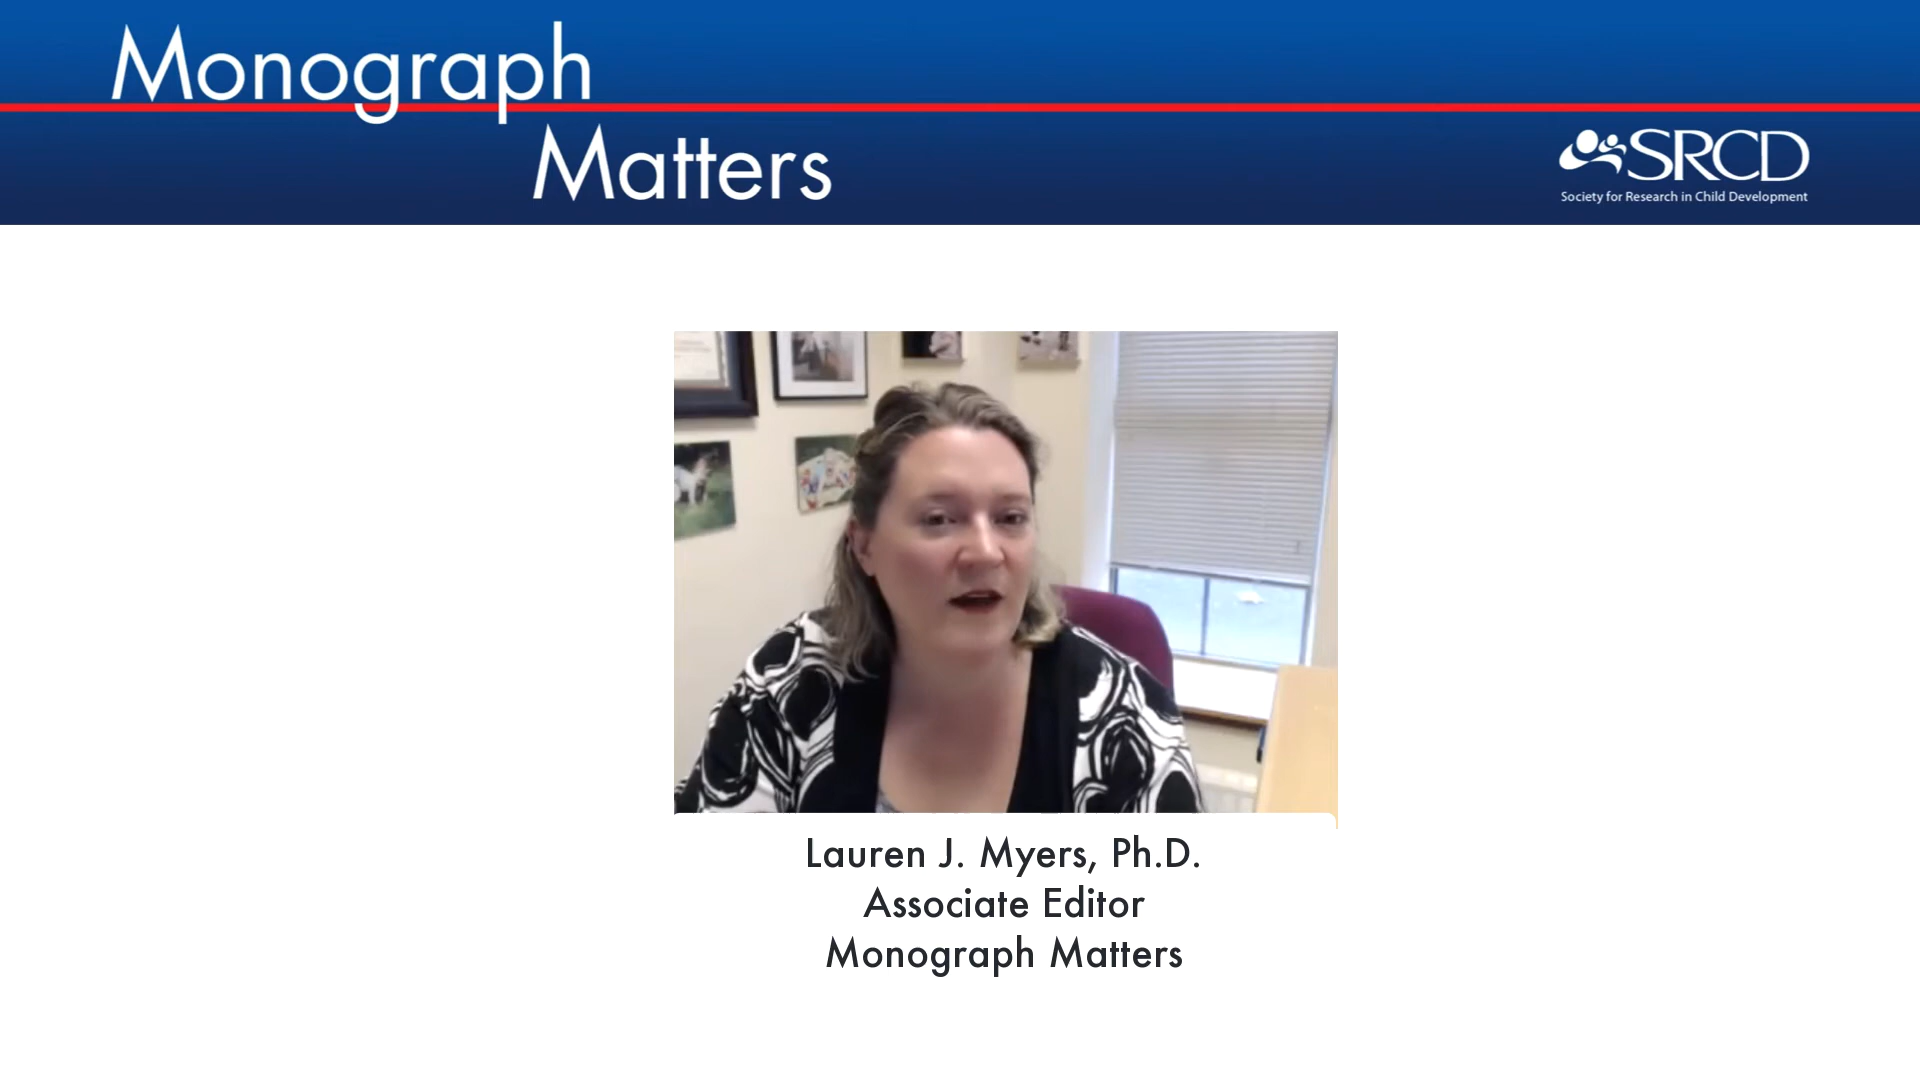 Monograph
Matters
SRCD
Society for Research in Child Development
Lauren J. Myers, Ph.D.
Associate Editor
Monograph Matters